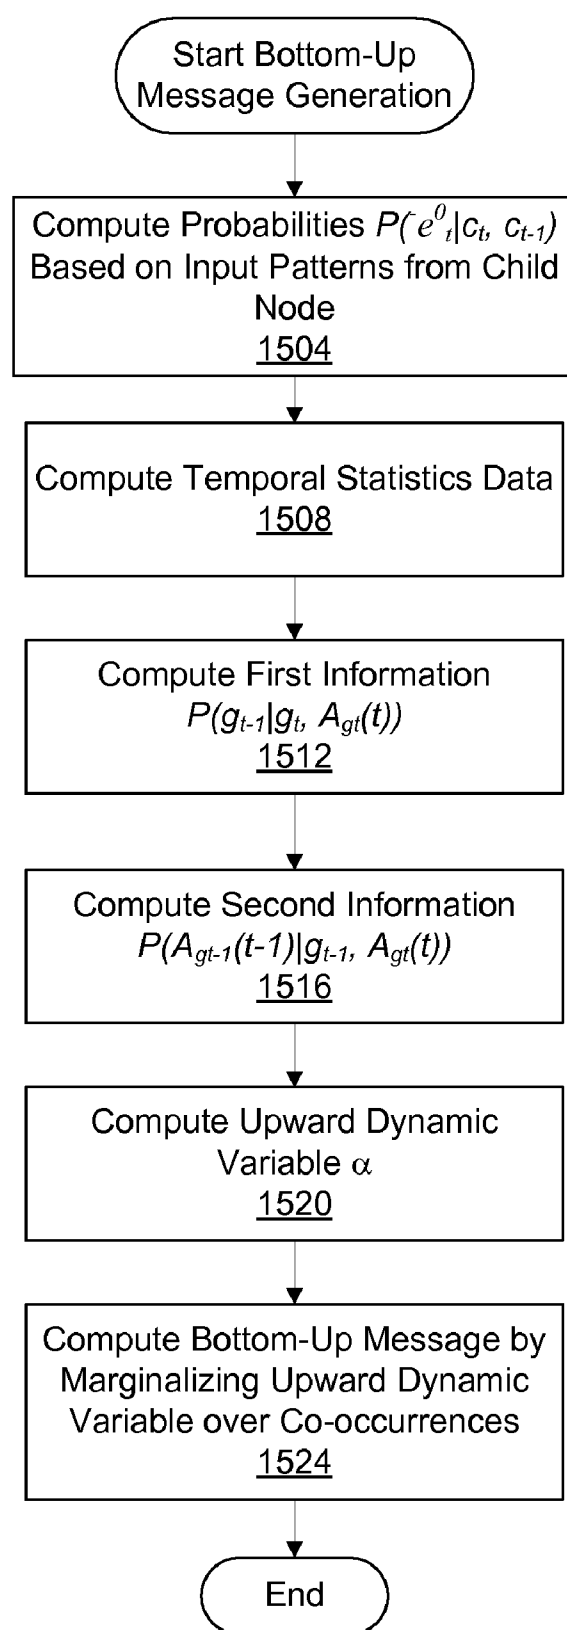 Start Bottom-Up
Message Generation
Compute Probabilities P(⁻e⁰ₜ|cₜ, cₜ₋₁)
Based on Input Patterns from Child
Node
1504
Compute Temporal Statistics Data
1508
Compute First Information
P(gₜ₋₁|gₜ, A_gt(t))
1512
Compute Second Information
P(A_gt-1(t-1)|gₜ₋₁, A_gt(t))
1516
Compute Upward Dynamic
Variable α
1520
Compute Bottom-Up Message by
Marginalizing Upward Dynamic
Variable over Co-occurrences
1524
End